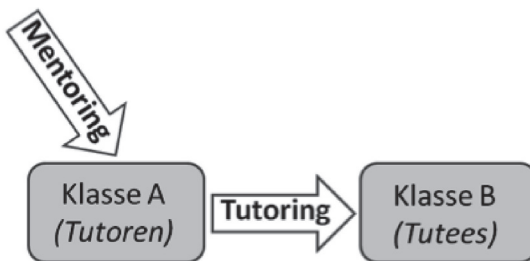 Mentoring
Klasse A
(Tutoren)
Tutoring
Klasse B
(Tutees)